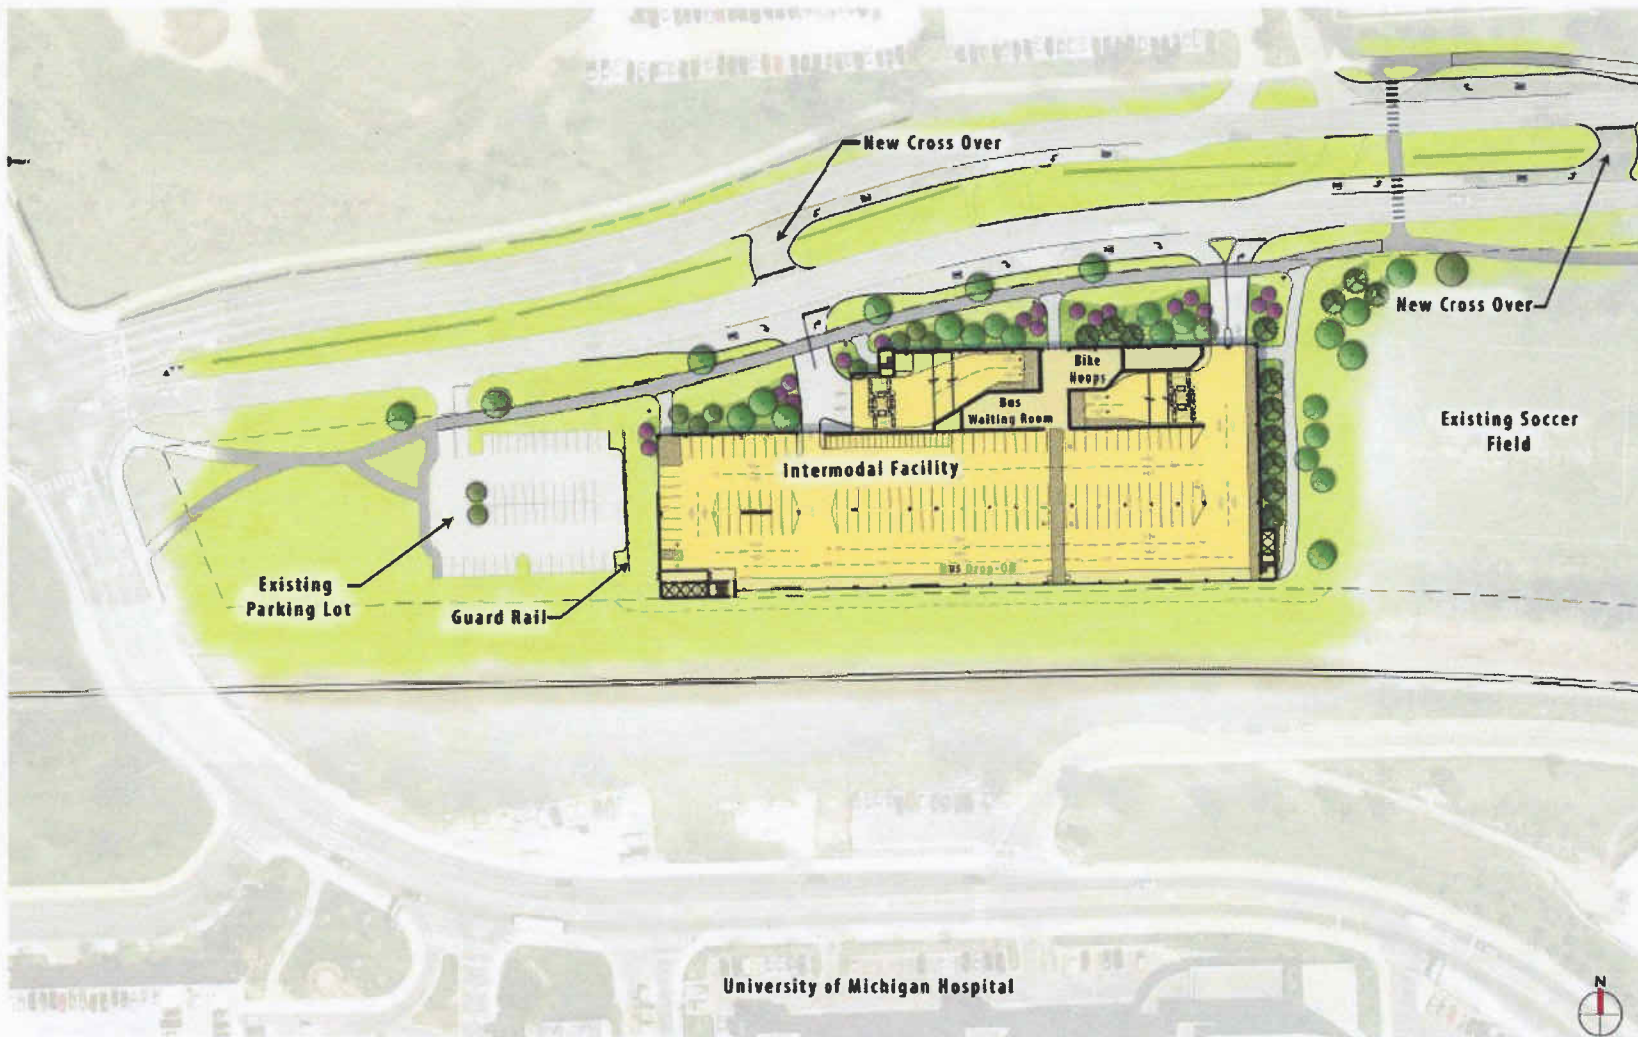 New Cross Over
New Cross Over
Bike
Hoops
Bus
Waiting Room
Existing Soccer
Field
Intermodal Facility
Drop-Off
Existing
Parking Lot
Guard Rail
University of Michigan Hospital
N